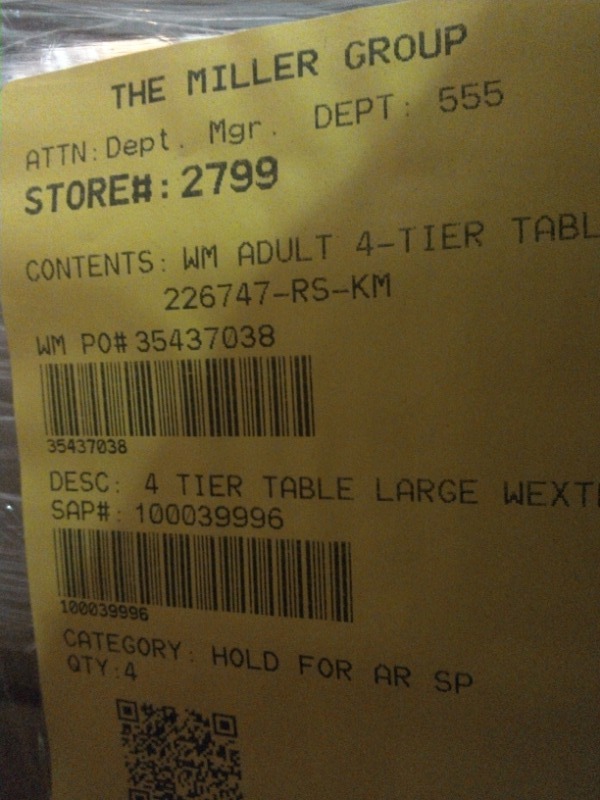 THE MILLER GROUP
ATTN:Dept. Mgr. DEPT: 555
STORE#: 2799
CONTENTS: WM ADULT 4-TIER TABL
226747-RS-KM
WM PO# 35437038
35437038
DESC: 4 TIER TABLE LARGE WEXT
SAP#: 100039996
100039996
CATEGORY: HOLD FOR AR SP
QTY:4